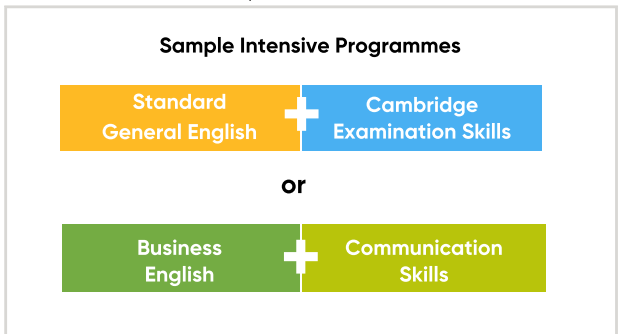 Sample Intensive Programmes
Standard
General English
+
Cambridge
Examination Skills
or
Business
English
+
Communication
Skills